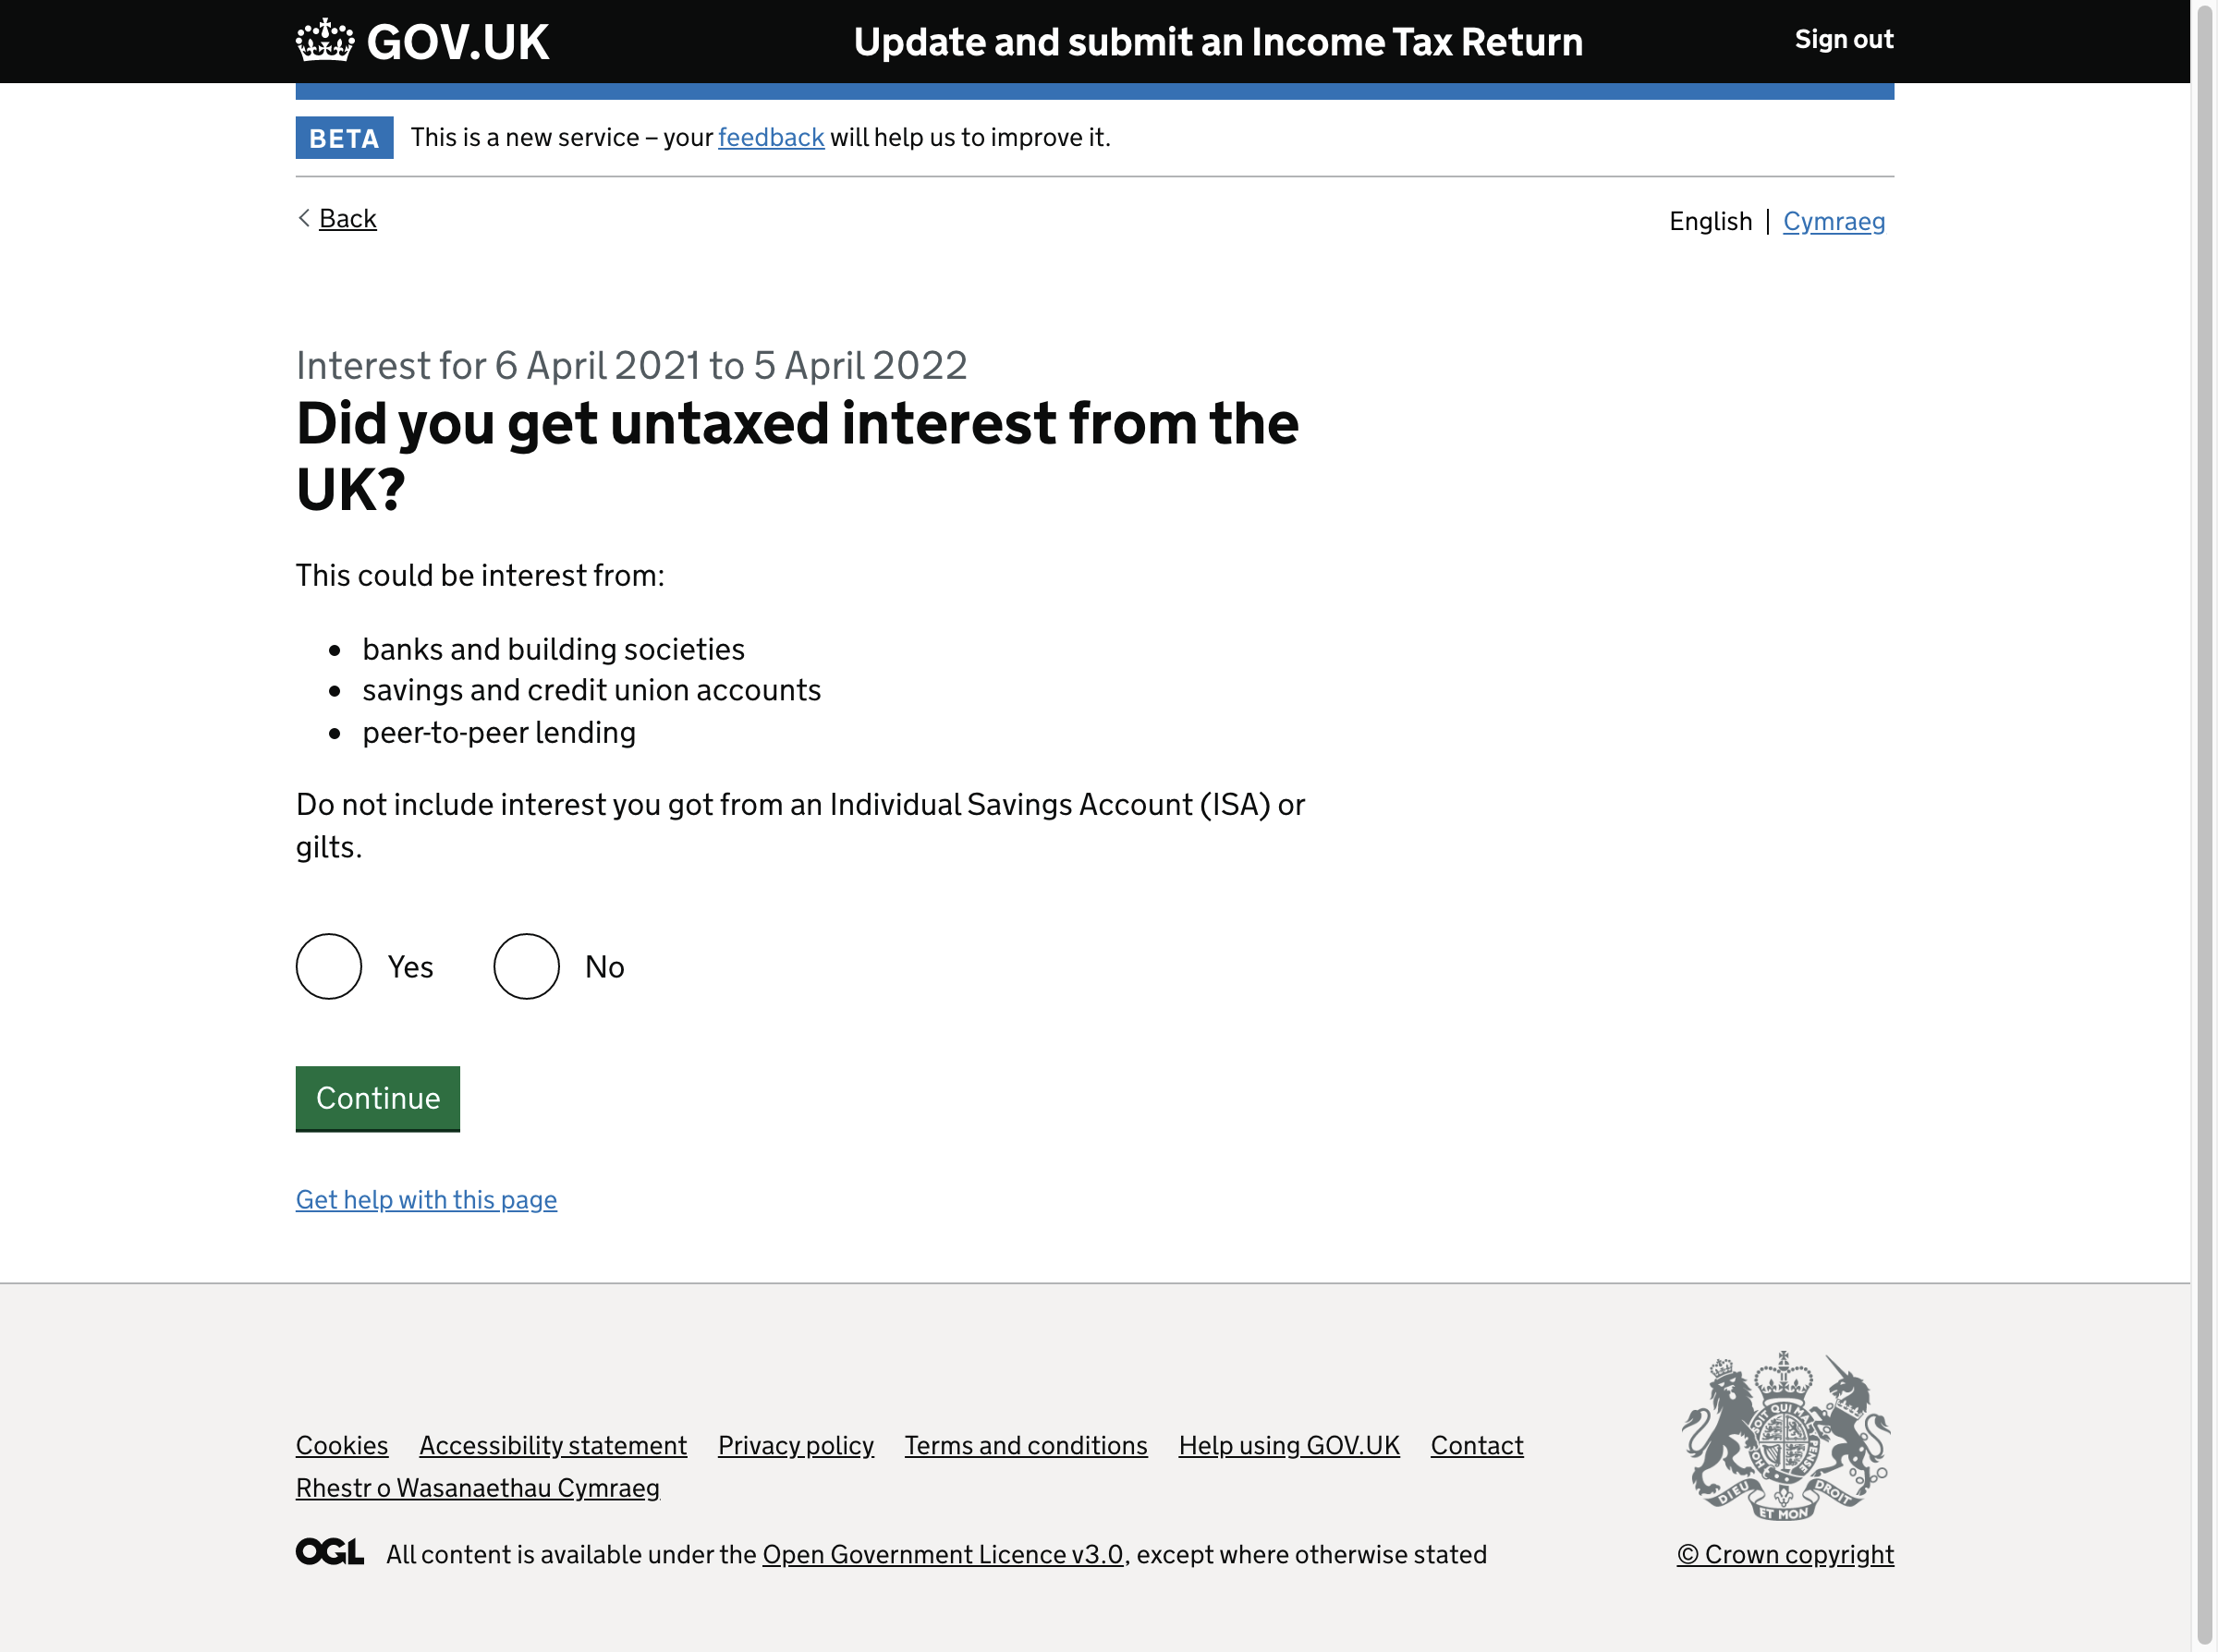 GOV.UK
Update and submit an Income Tax Return
Sign out
BETA
This is a new service – your feedback will help us to improve it.
Back
English | Cymraeg
Interest for 6 April 2021 to 5 April 2022
Did you get untaxed interest from the
UK?
This could be interest from:
• banks and building societies
• savings and credit union accounts
• peer-to-peer lending
Do not include interest you got from an Individual Savings Account (ISA) or
gilts.
Yes
No
Continue
Get help with this page
Cookies Accessibility statement Privacy policy Terms and conditions Help using GOV.UK Contact
Rhestr o Wasanaethau Cymraeg
DIEU ET MON DROIT
OGL All content is available under the Open Government Licence v3.0, except where otherwise stated
© Crown copyright